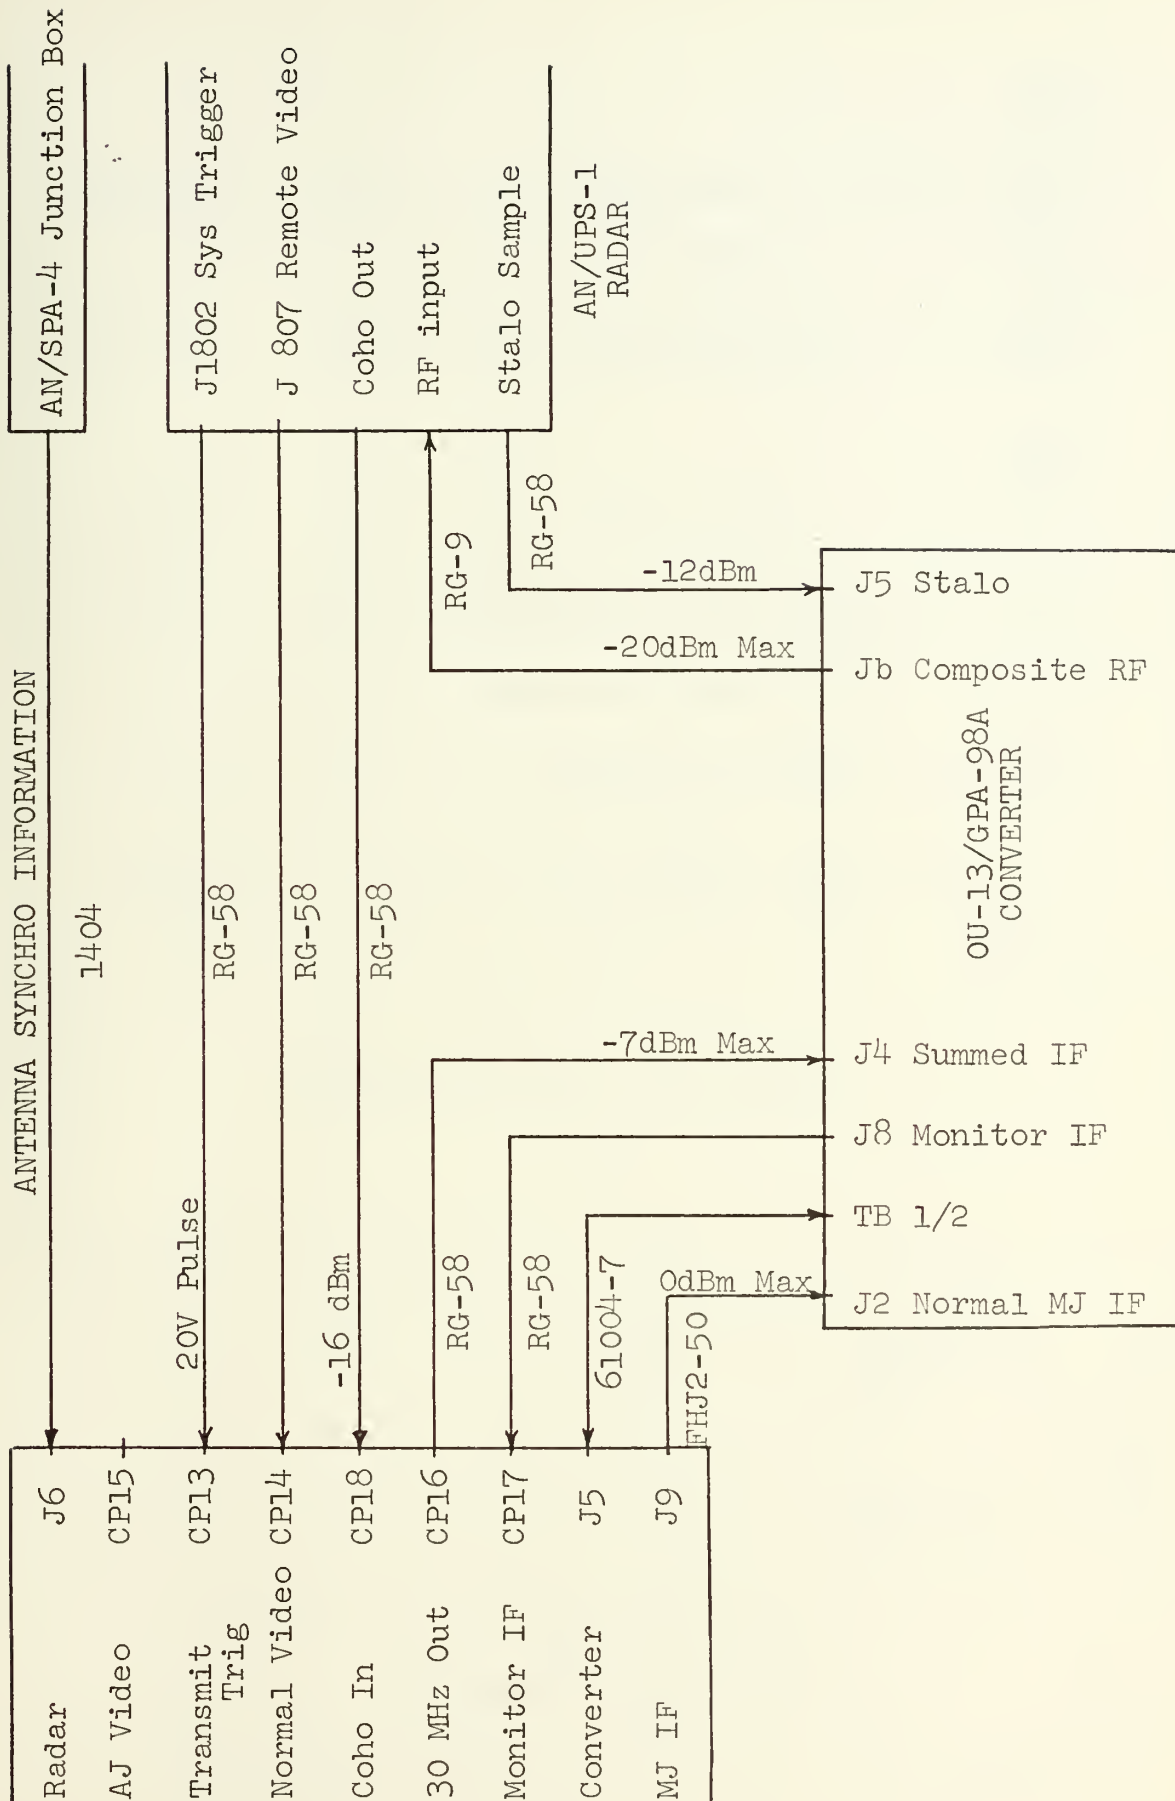 AN/SPA-4 Junction Box
ANTENNA SYNCHRO INFORMATION
1404
J1802 Sys Trigger
J 807 Remote Video
Coho Out
RF input
Stalo Sample
AN/UPS-1
RADAR
RG-58
RG-58
RG-58
RG-9
RG-58
20V Pulse
-16 dBm
-12dBm
-20dBm Max
J5 Stalo
Jb Composite RF
OU-13/GPA-98A
CONVERTER
-7dBm Max
J4 Summed IF
J8 Monitor IF
TB 1/2
0dBm Max
J2 Normal MJ IF
RG-58
RG-58
61004-7
FHJ2-50
Radar J6
AJ Video CP15
Transmit CP13
Trig
Normal Video CP14
Coho In CP18
30 MHz Out CP16
Monitor IF CP17
Converter J5
MJ IF J9